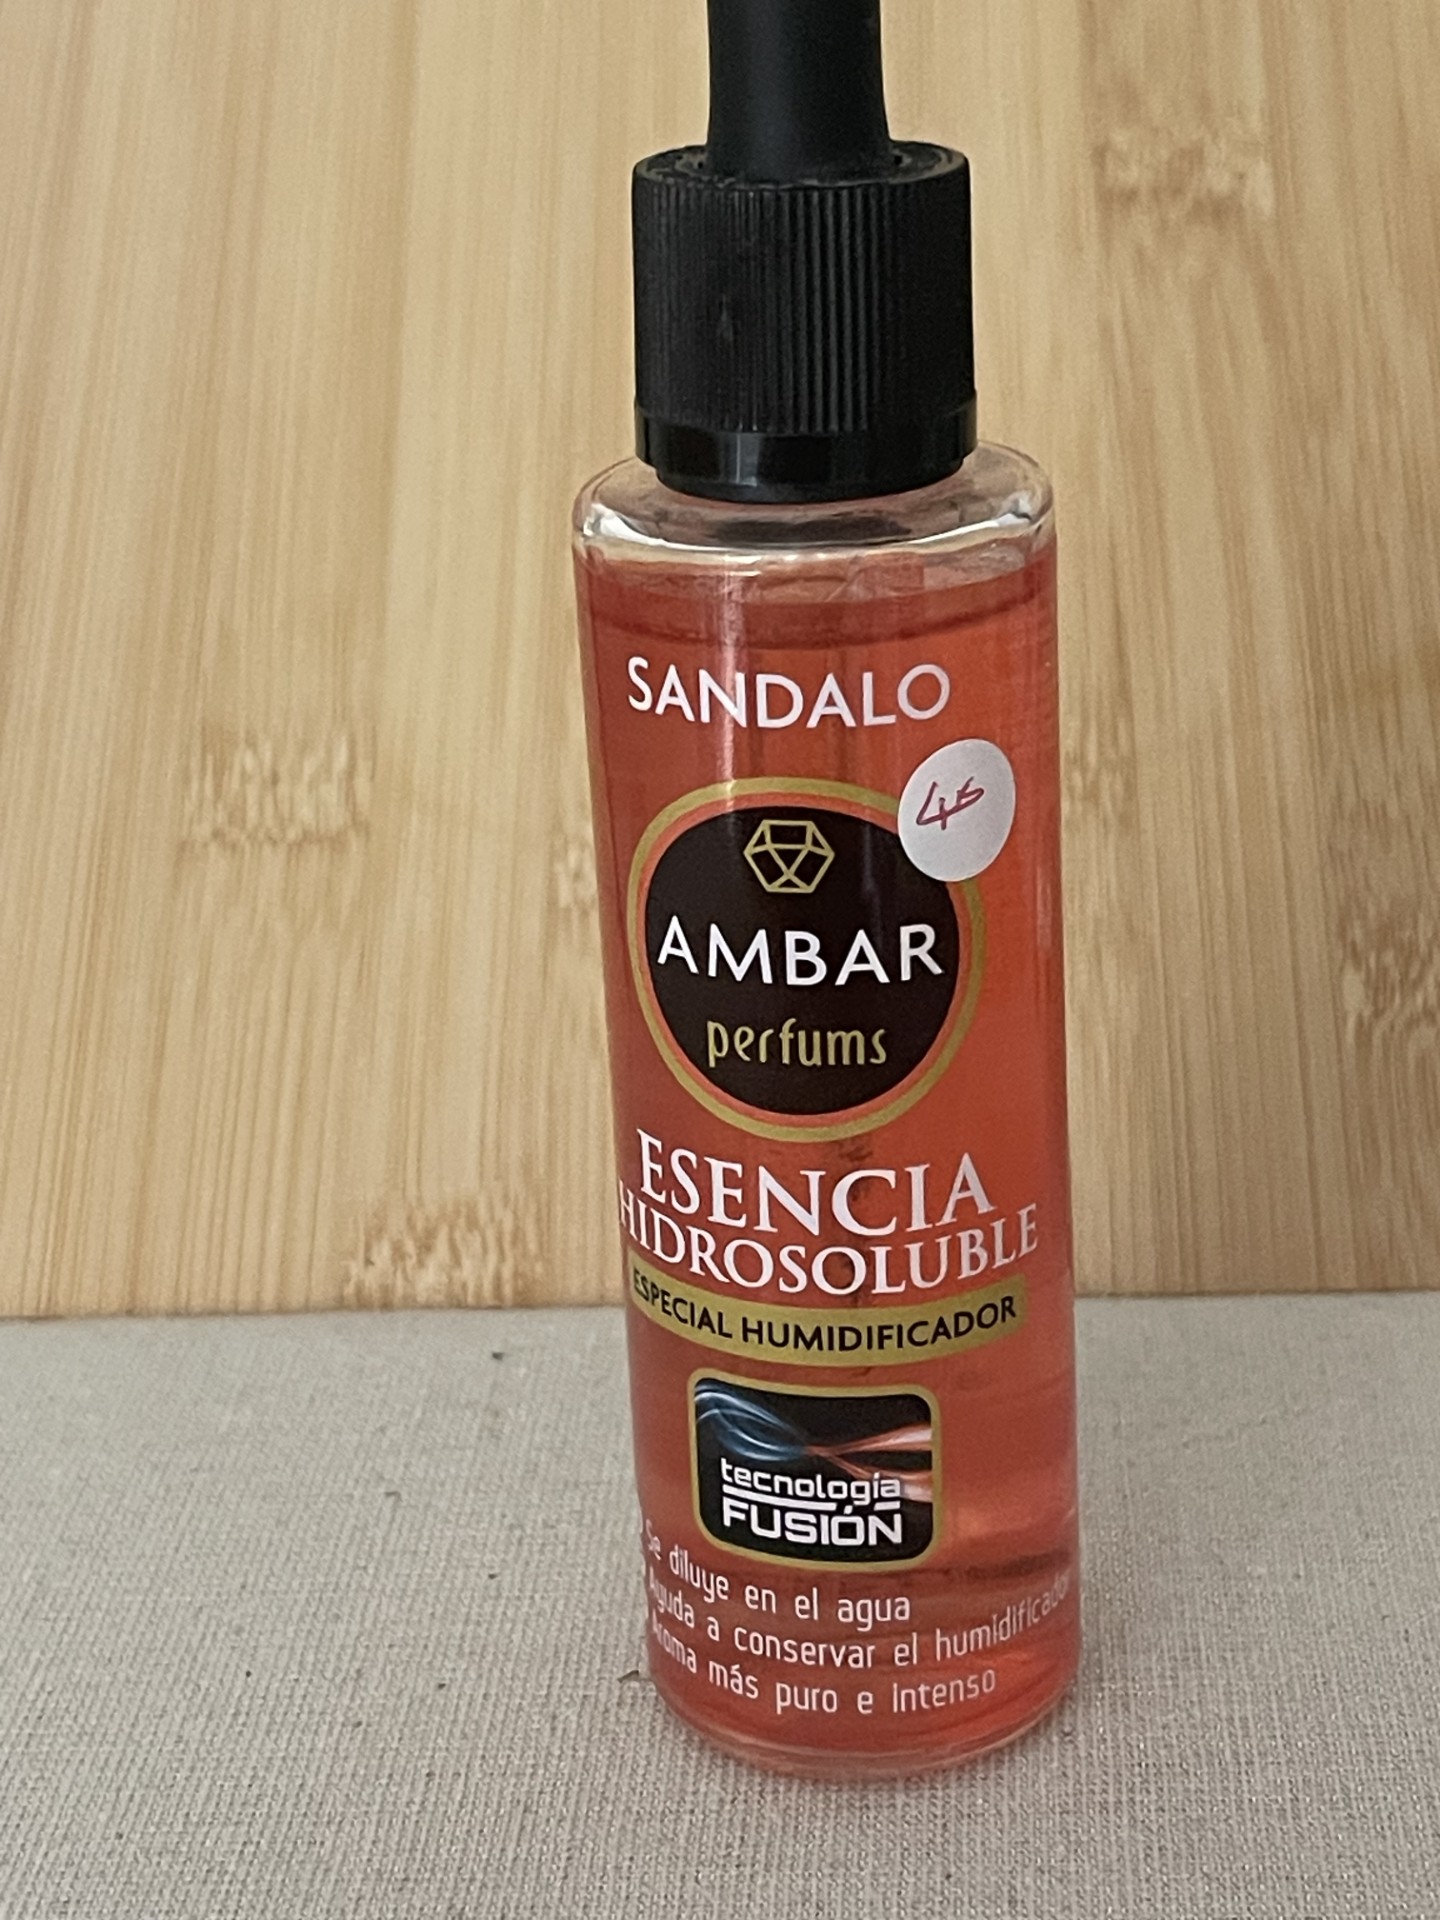 SANDALO
AMBAR
perfums
ESENCIA
HIDROSOLUBLE
ESPECIAL HUMIDIFICADOR
tecnología
FUSIÓN
Se diluye en el agua
Ayuda a conservar el humidificador
Aroma más puro e intenso